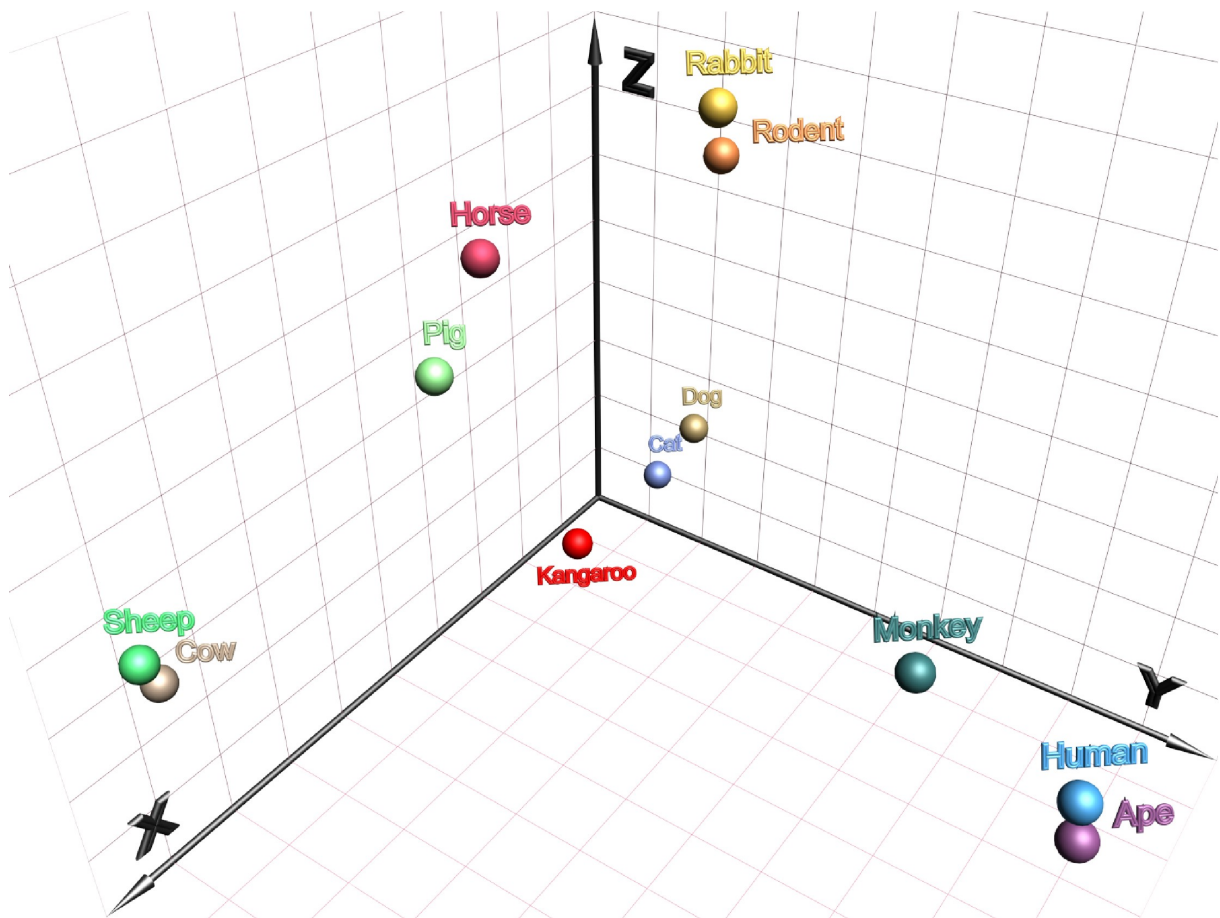 Z
Rabbit
Rodent
Horse
Pig
Dog
Cat
Kangaroo
Sheep
Cow
Monkey
Y
Human
Ape
X